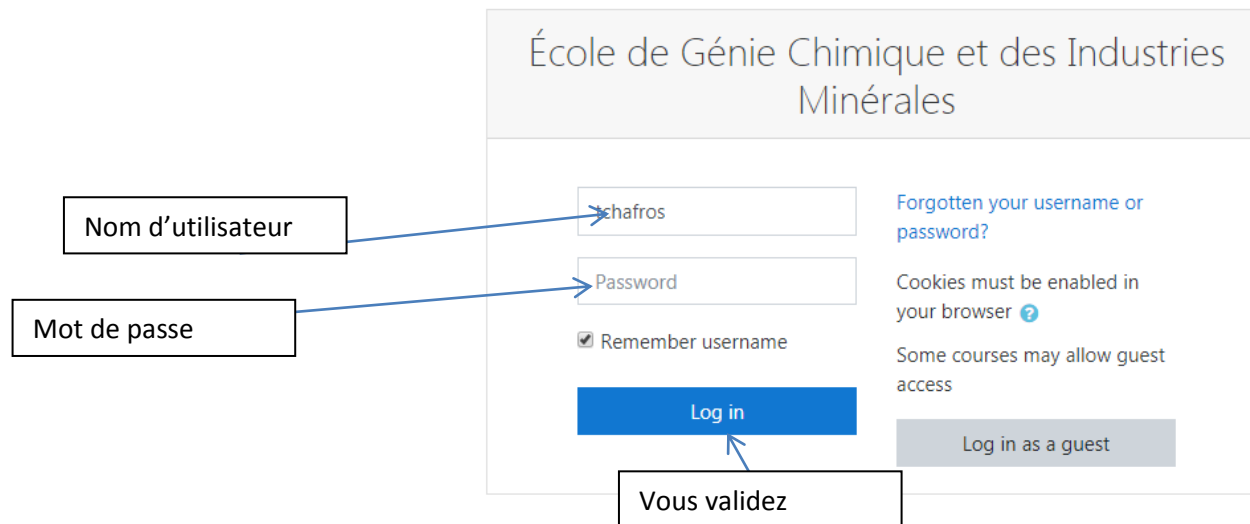 École de Génie Chimique et des Industries
Minérales
Nom d’utilisateur
tchafros
Mot de passe
Password
Remember username
Log in
Vous validez
Forgotten your username or
password?
Cookies must be enabled in
your browser ?
Some courses may allow guest
access
Log in as a guest